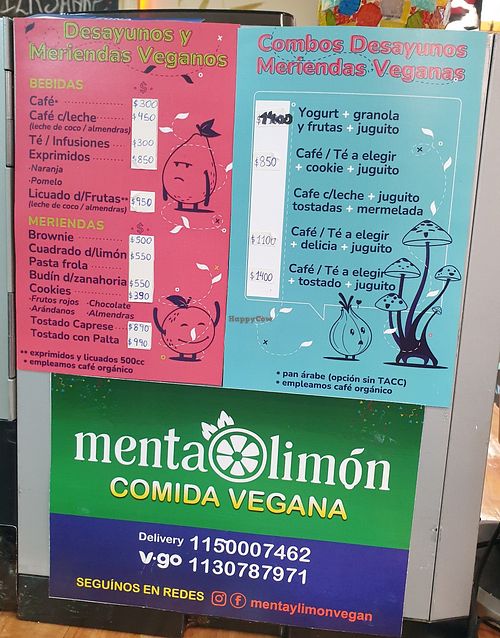 Desayunos y
Meriendas Veganos
BEBIDAS
- $ -
Café* $300
Café c/leche $450
(leche de coco / almendras)
Té / Infusiones $300
Exprimidos $850
·Naranja
·Pomelo
Licuado d/Frutas** $950
(leche de coco / almendras)
MERIENDAS
- $ -
Brownie $500
Cuadrado d/limón $550
Pasta frola
Budín d/zanahoria $550
Cookies $390
·Frutos rojos ·Chocolate
·Arándanos ·Almendras
Tostado Caprese $890
Tostado con Palta $990
** exprimidos y licuados 500cc
* empleamos café orgánico
Combos Desayunos
Meriendas Veganas
Yogurt + granola
y frutas + juguito
$850 Café / Té a elegir
+ cookie + juguito
Cafe c/leche + juguito
tostadas + mermelada
$1100 Café / Té a elegir
+ delicia + juguito
$1400 Café / Té a elegir
+ tostado + juguito
* pan árabe (opción sin TACC)
* empleamos café orgánico
HappyCow
menta limón
COMIDA VEGANA
Delivery 1150007462
v·go 1130787971
SEGUÍNOS EN REDES mentaylimonvegan